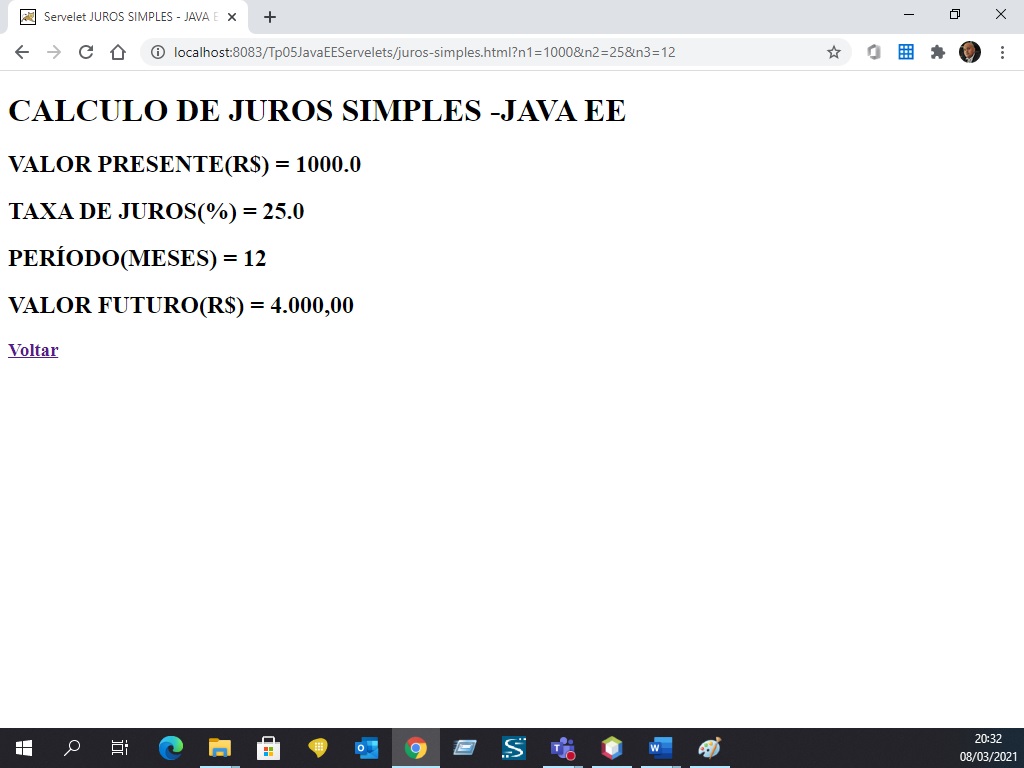 Servelet JUROS SIMPLES - JAVA E
localhost:8083/Tp05JavaEEServelets/juros-simples.html?n1=1000&n2=25&n3=12
CALCULO DE JUROS SIMPLES -JAVA EE
VALOR PRESENTE(R$) = 1000.0
TAXA DE JUROS(%) = 25.0
PERÍODO(MESES) = 12
VALOR FUTURO(R$) = 4.000,00
Voltar
20:32
08/03/2021